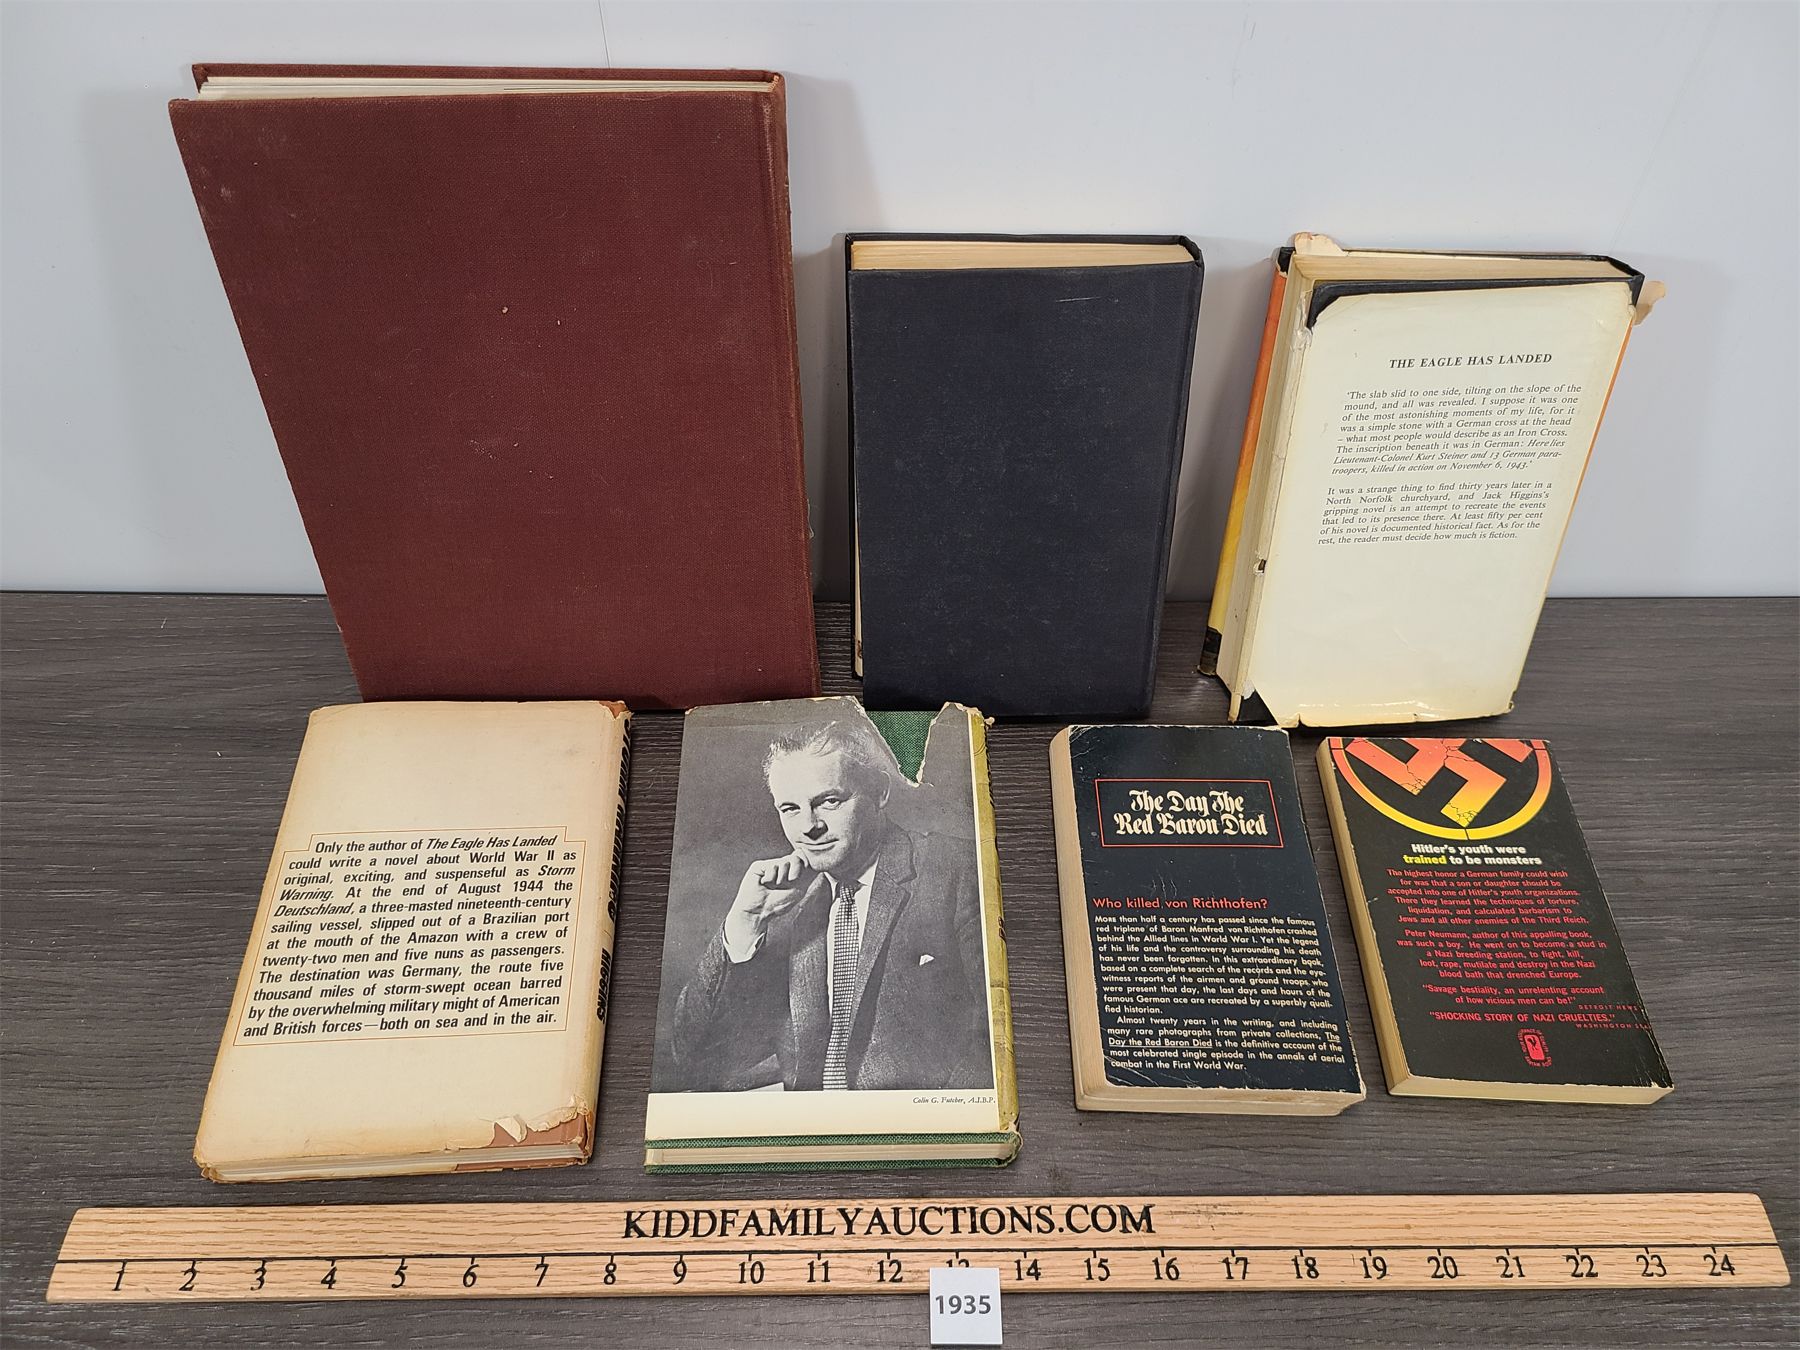 THE EAGLE HAS LANDED
'The slab slid to one side, tilting on the slope of the
mound, and all was revealed. I suppose it was one
of the most astonishing moments of my life, for it
was a simple stone with a German cross at the head
– what most people would describe as an Iron Cross.
The inscription beneath it was in German: Here lies
Lieutenant-Colonel Kurt Steiner and 13 German para-
troopers, killed in action on November 6, 1943.'
It was a strange thing to find thirty years later in a
North Norfolk churchyard, and Jack Higgins's
gripping novel is an attempt to recreate the events
that led to its presence there. At least fifty per cent
of his novel is documented historical fact. As for the
rest, the reader must decide how much is fiction.
Only the author of The Eagle Has Landed
could write a novel about World War II as
original, exciting, and suspenseful as Storm
Warning. At the end of August 1944 the
Deutschland, a three-masted nineteenth-century
sailing vessel, slipped out of a Brazilian port
at the mouth of the Amazon with a crew of
twenty-two men and five nuns as passengers.
The destination was Germany, the route five
thousand miles of storm-swept ocean barred
by the overwhelming military might of American
and British forces—both on sea and in the air.
HIGGINS
Colin G. Futcher, A.I.B.P.
The Day The
Red Baron Died
Who killed von Richthofen?
More than half a century has passed since the famous
red triplane of Baron Manfred von Richthofen crashed
behind the Allied lines in World War I. Yet the legend
of his life and the controversy surrounding his death
has never been forgotten. In this extraordinary book,
based on a complete search of the records and the eye-
witness reports of the airmen and ground troops who
were present that day, the last days and hours of the
famous German ace are recreated by a superbly quali-
fied historian.
Almost twenty years in the writing, and including
many rare photographs from private collections, The
Day the Red Baron Died is the definitive account of the
most celebrated single episode in the annals of aerial
combat in the First World War.
Hitler's youth were
trained to be monsters
The highest honor a German family could wish
for was that a son or daughter should be
accepted into one of Hitler's youth organizations.
There they learned the techniques of torture,
liquidation, and calculated barbarism to
Jews and all other enemies of the Third Reich.
Peter Neumann, author of this appalling book,
was such a boy. He went on to become a stud in
a Nazi breeding station, to fight, kill,
loot, rape, mutilate and destroy in the Nazi
blood bath that drenched Europe.
"Savage bestiality, an unrelenting account
of how vicious men can be!"
DETROIT NEWS
"SHOCKING STORY OF NAZI CRUELTIES."
WASHINGTON STAR
KIDDFAMILYAUCTIONS.COM
1 2 3 4 5 6 7 8 9 10 11 12 13 14 15 16 17 18 19 20 21 22 23 24
1935